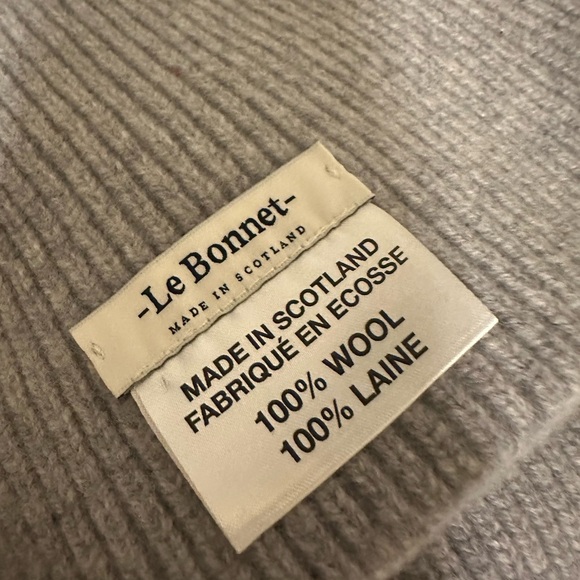 -Le Bonnet-
MADE IN SCOTLAND
MADE IN SCOTLAND
FABRIQUÉ EN ECOSSE
100% WOOL
100% LAINE